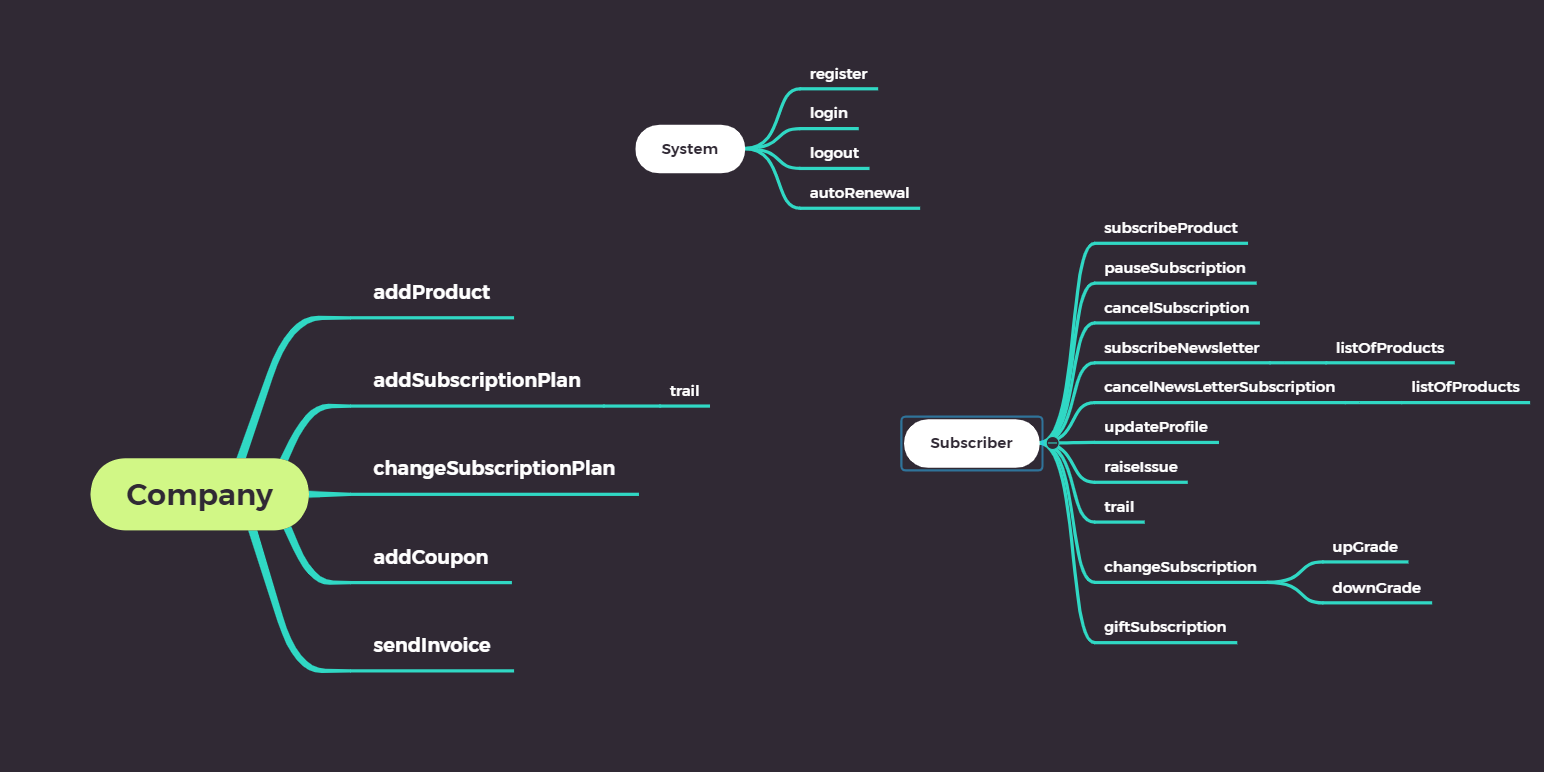 System
register
login
logout
autoRenewal
Company
addProduct
addSubscriptionPlan
trail
changeSubscriptionPlan
addCoupon
sendInvoice
Subscriber
subscribeProduct
pauseSubscription
cancelSubscription
subscribeNewsletter
listOfProducts
cancelNewsLetterSubscription
listOfProducts
updateProfile
raiseIssue
trail
changeSubscription
upGrade
downGrade
giftSubscription